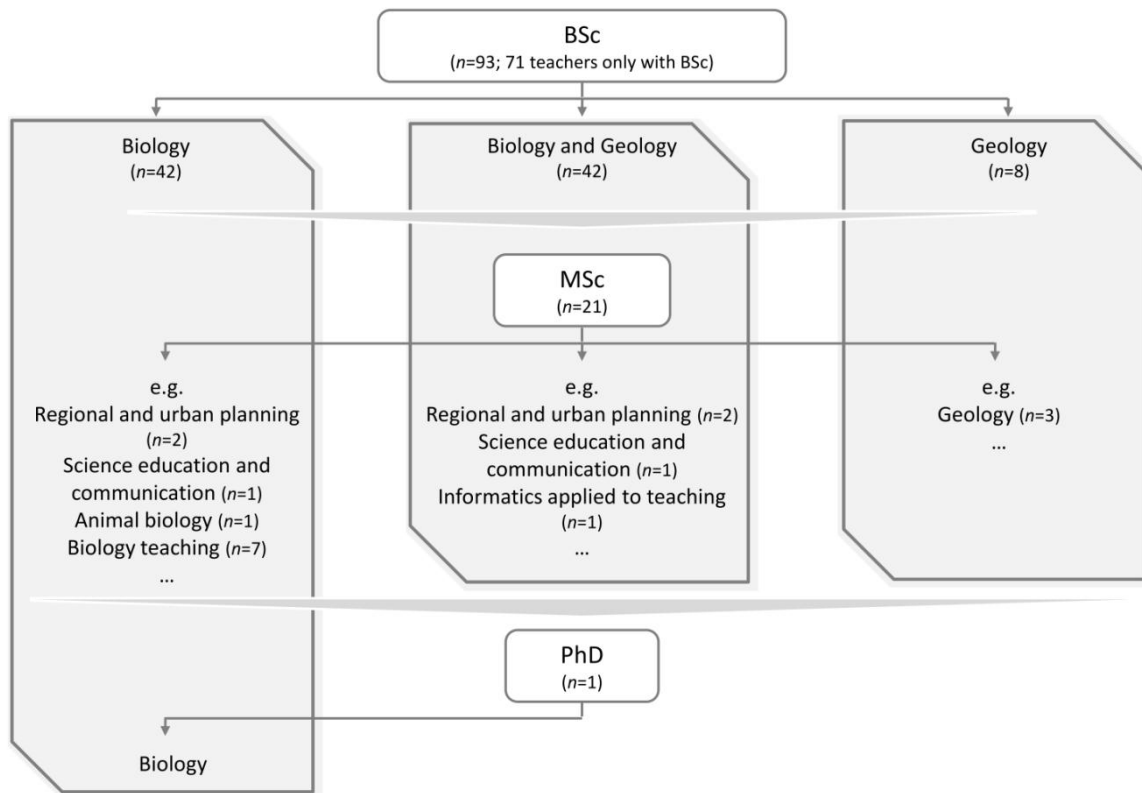 BSc
(n=93; 71 teachers only with BSc)
Biology
(n=42)
Biology and Geology
(n=42)
Geology
(n=8)
MSc
(n=21)
e.g.
Regional and urban planning
(n=2)
Science education and
communication (n=1)
Animal biology (n=1)
Biology teaching (n=7)
...
e.g.
Regional and urban planning (n=2)
Science education and
communication (n=1)
Informatics applied to teaching
(n=1)
...
e.g.
Geology (n=3)
...
PhD
(n=1)
Biology